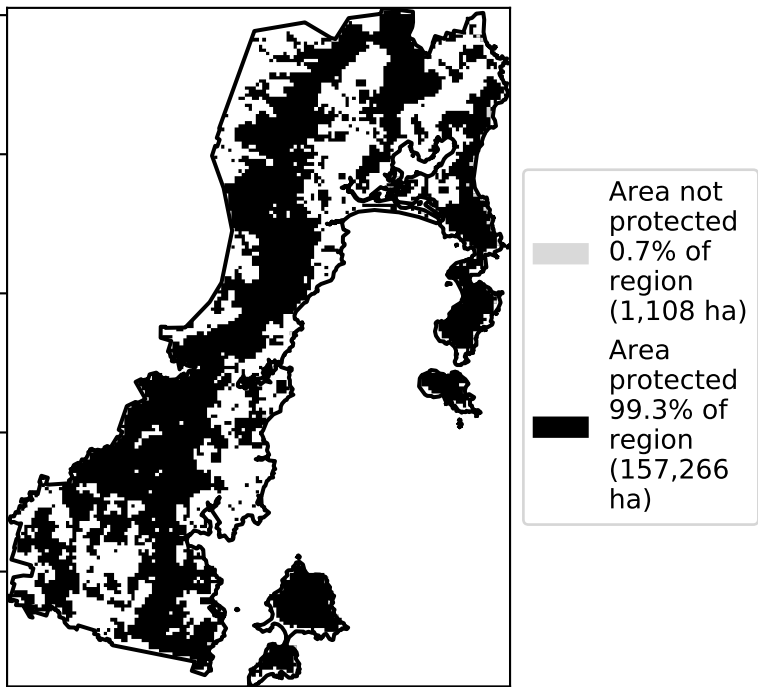 Area not
protected
0.7% of
region
(1,108 ha)
Area
protected
99.3% of
region
(157,266
ha)